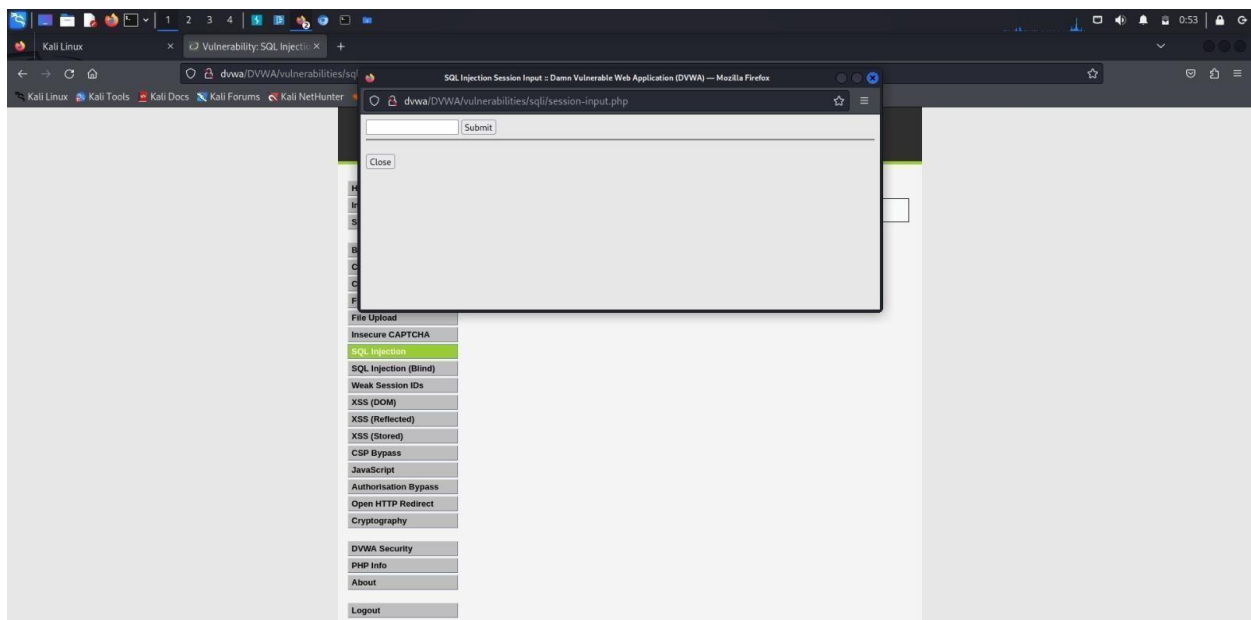 1 2 3 4
0:53
Kali Linux
Vulnerability: SQL Injectio
dvwa/DVWA/vulnerabilities/sql
Kali Linux Kali Tools Kali Docs Kali Forums Kali NetHunter
SQL Injection Session Input :: Damn Vulnerable Web Application (DVWA) — Mozilla Firefox
dvwa/DVWA/vulnerabilities/sqli/session-input.php
Submit
Close
File Upload
Insecure CAPTCHA
SQL Injection
SQL Injection (Blind)
Weak Session IDs
XSS (DOM)
XSS (Reflected)
XSS (Stored)
CSP Bypass
JavaScript
Authorisation Bypass
Open HTTP Redirect
Cryptography
DVWA Security
PHP Info
About
Logout